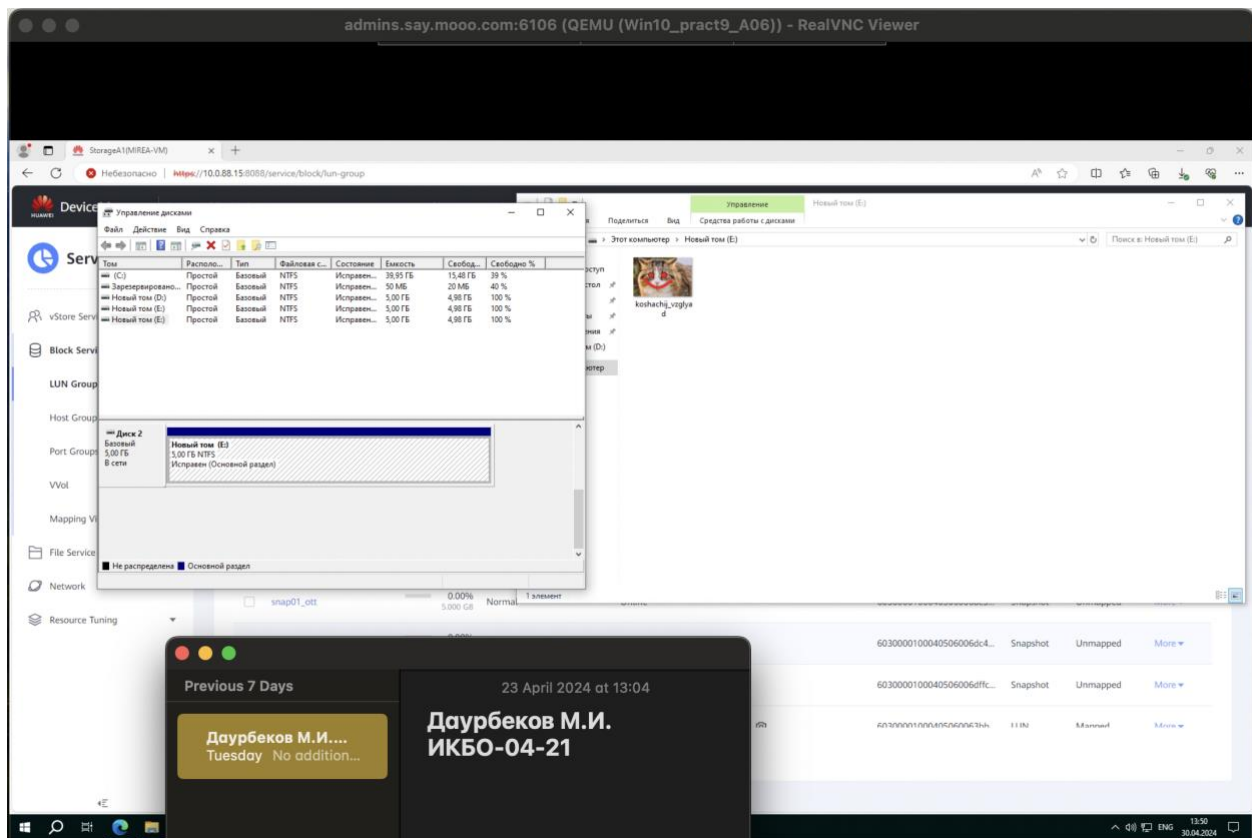 admins.say.mooo.com:6106 (QEMU (Win10_pract9_A06)) - RealVNC Viewer
StorageA1(MIREA-VM)
Небезопасно https://10.0.88.15:8088/service/block/lun-group
HUAWEI Device
Управление дисками
Файл Действие Вид Справка
Том Располо... Тип Файловая с... Состояние Емкость Свобод... Свободно %
(C:) Простой Базовый NTFS Исправен... 39,95 ГБ 15,48 ГБ 39 %
Зарезервировано... Простой Базовый NTFS Исправен... 50 МБ 20 МБ 40 %
Новый том (D:) Простой Базовый NTFS Исправен... 5,00 ГБ 4,98 ГБ 100 %
Новый том (E:) Простой Базовый NTFS Исправен... 5,00 ГБ 4,98 ГБ 100 %
Новый том (E:) Простой Базовый NTFS Исправен... 5,00 ГБ 4,98 ГБ 100 %
Диск 2
Базовый
5,00 ГБ
В сети
Новый том (E:)
5,00 ГБ NTFS
Исправен (Основной раздел)
Не распределена Основной раздел
Управление Новый том (E:)
Поделиться Вид Средства работы с дисками
Этот компьютер Новый том (E:) Поиск в: Новый том (E:)
koshachij_vzglya
d
1 элемент
Serv
vStore Serv
Block Servi
LUN Group
Host Group
Port Group
VVol
Mapping Vi
File Service
Network
Resource Tuning
snap01_ott 0.00% 5.000 GB Normal
6030000100040506006dc4... Snapshot Unmapped More
6030000100040506006dffc... Snapshot Unmapped More
LUN Mapped More
Previous 7 Days
Даурбеков М.И....
Tuesday No addition...
23 April 2024 at 13:04
Даурбеков М.И.
ИКБО-04-21
ENG 13:50
30.04.2024